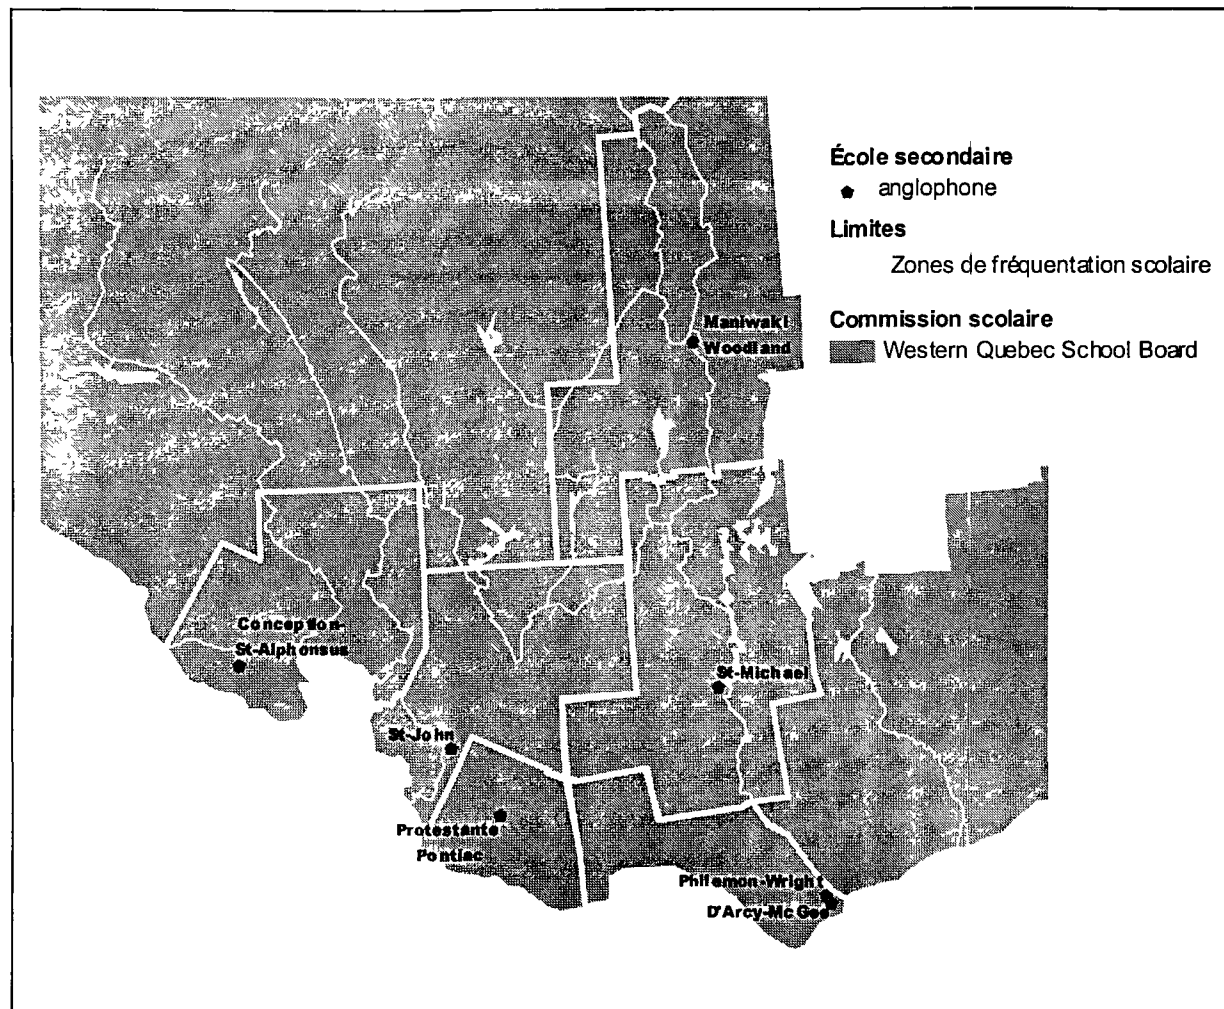 École secondaire
anglophone
Limites
Zones de fréquentation scolaire
Commission scolaire
Western Quebec School Board
Maniwaki
Woodland
Conception-
St-Alphonsus
St-Michael
St-John
Protestante
Pontiac
Philemon-Wright
D'Arcy-McGee